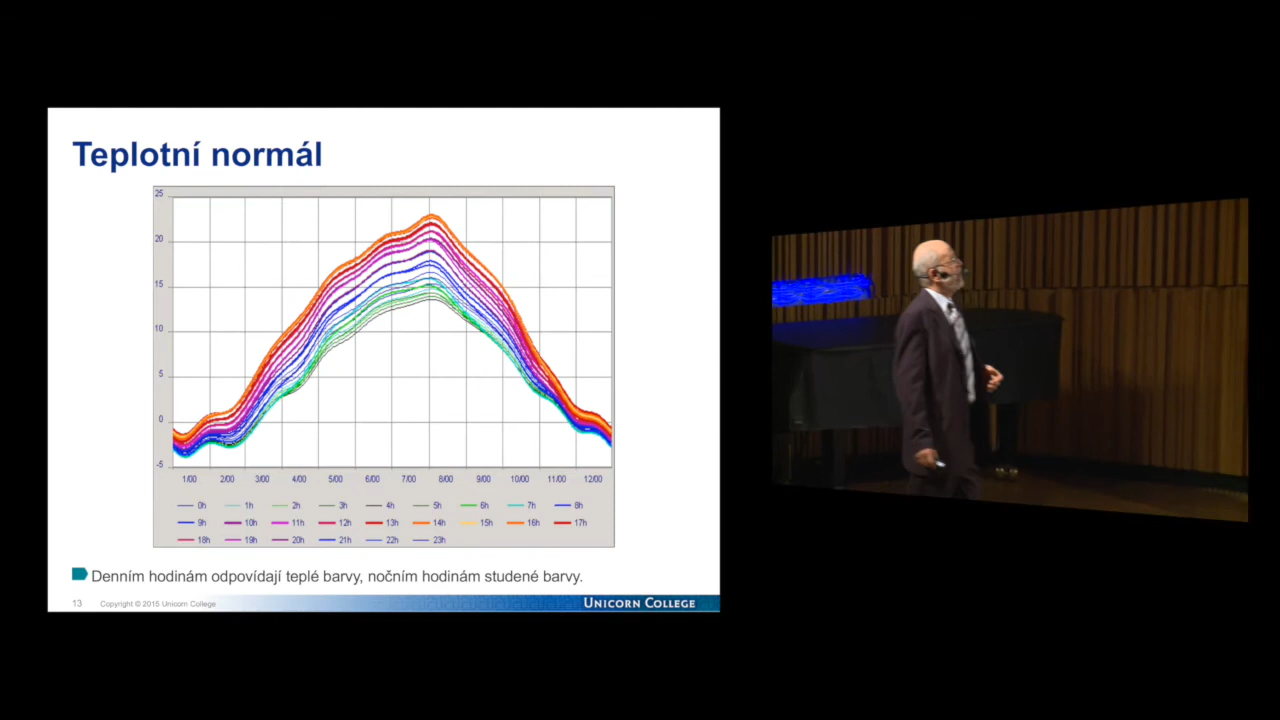 Teplotní normál
25
20
15
10
5
0
-5
1/00 2/00 3/00 4/00 5/00 6/00 7/00 8/00 9/00 10/00 11/00 12/00
0h 1h 2h 3h 4h 5h 6h 7h 8h
9h 10h 11h 12h 13h 14h 15h 16h 17h
18h 19h 20h 21h 22h 23h
Denním hodinám odpovídají teplé barvy, nočním hodinám studené barvy.
13 Copyright © 2015 Unicorn College UNICORN COLLEGE